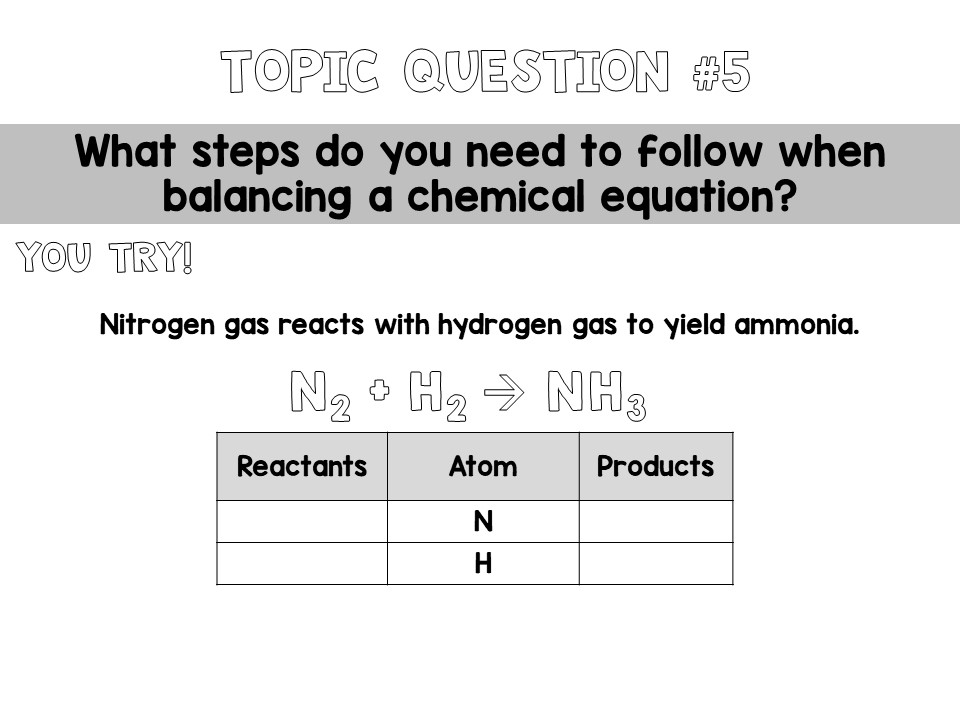 TOPIC QUESTION #5
What steps do you need to follow when
balancing a chemical equation?
YOU TRY!
Nitrogen gas reacts with hydrogen gas to yield ammonia.
N₂ + H₂ → NH₃
Reactants Atom Products
N
H